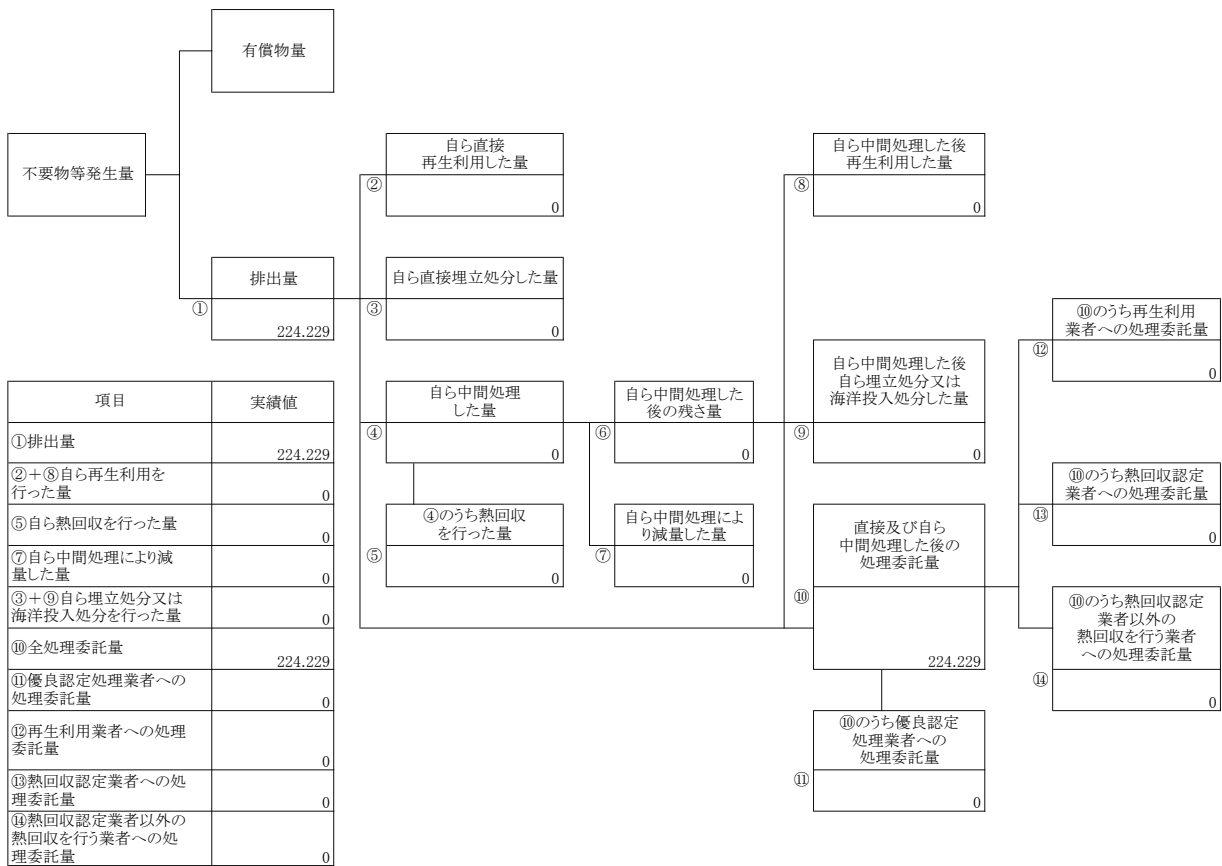 有償物量
不要物等発生量
自ら直接
再生利用した量
②
0
自ら中間処理した後
再生利用した量
⑧
0
排出量
①
224.229
自ら直接埋立処分した量
③
0
⑩のうち再生利用
業者への処理委託量
⑫
0
自ら中間処理
した量
④
0
自ら中間処理した
後の残さ量
⑥
0
自ら中間処理した後
自ら埋立処分又は
海洋投入処分した量
⑨
0
⑩のうち熱回収認定
業者への処理委託量
⑬
0
④のうち熱回収
を行った量
⑤
0
自ら中間処理によ
り減量した量
⑦
0
直接及び自ら
中間処理した後の
処理委託量
⑩
224.229
⑩のうち熱回収認定
業者以外の
熱回収を行う業者
への処理委託量
⑭
0
⑩のうち優良認定
処理業者への
処理委託量
⑪
0
項目 実績値
①排出量 224.229
②＋⑧自ら再生利用を
行った量 0
⑤自ら熱回収を行った量 0
⑦自ら中間処理により減
量した量 0
③＋⑨自ら埋立処分又は
海洋投入処分を行った量 0
⑩全処理委託量 224.229
⑪優良認定処理業者への
処理委託量 0
⑫再生利用業者への処理
委託量 0
⑬熱回収認定業者への処
理委託量 0
⑭熱回収認定業者以外の
熱回収を行う業者への処
理委託量 0